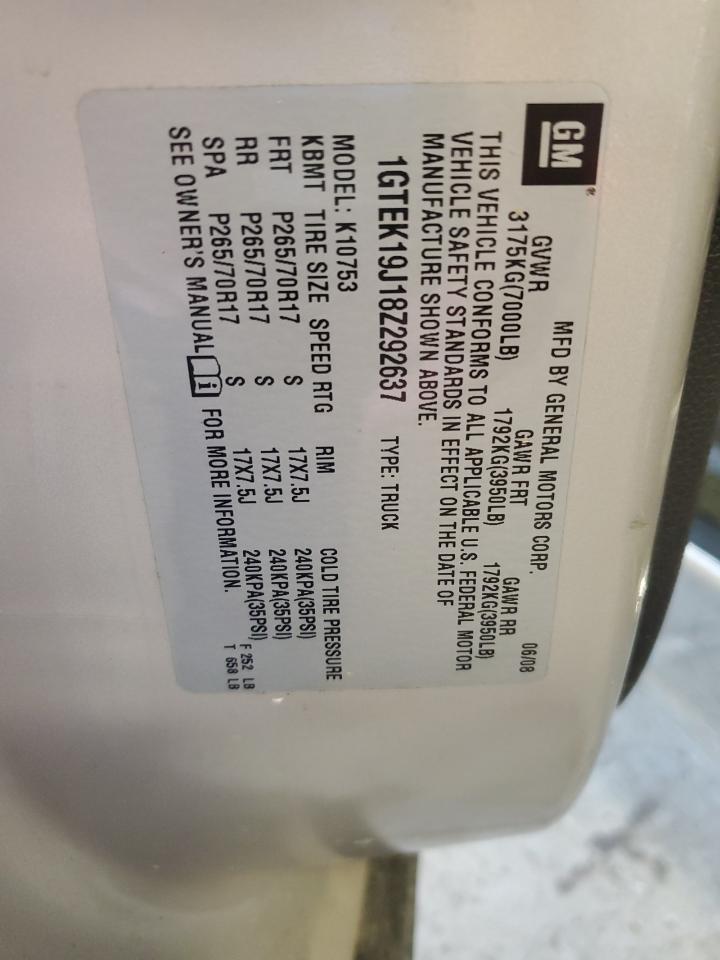 GM®
MFD BY GENERAL MOTORS CORP. 06/08
GVWR GAWR FRT GAWR RR
3175KG(7000LB) 1792KG(3950LB) 1792KG(3950LB)
THIS VEHICLE CONFORMS TO ALL APPLICABLE U.S. FEDERAL MOTOR
VEHICLE SAFETY STANDARDS IN EFFECT ON THE DATE OF
MANUFACTURE SHOWN ABOVE.
1GTEK19J18Z292637 TYPE: TRUCK
MODEL: K10753
KBMT TIRE SIZE SPEED RTG RIM COLD TIRE PRESSURE
FRT P265/70R17 S 17X7.5J 240KPA(35PSI)
RR P265/70R17 S 17X7.5J 240KPA(35PSI)
SPA P265/70R17 S 17X7.5J 240KPA(35PSI)
SEE OWNER'S MANUAL i FOR MORE INFORMATION.
F 252 LB
T 658 LB